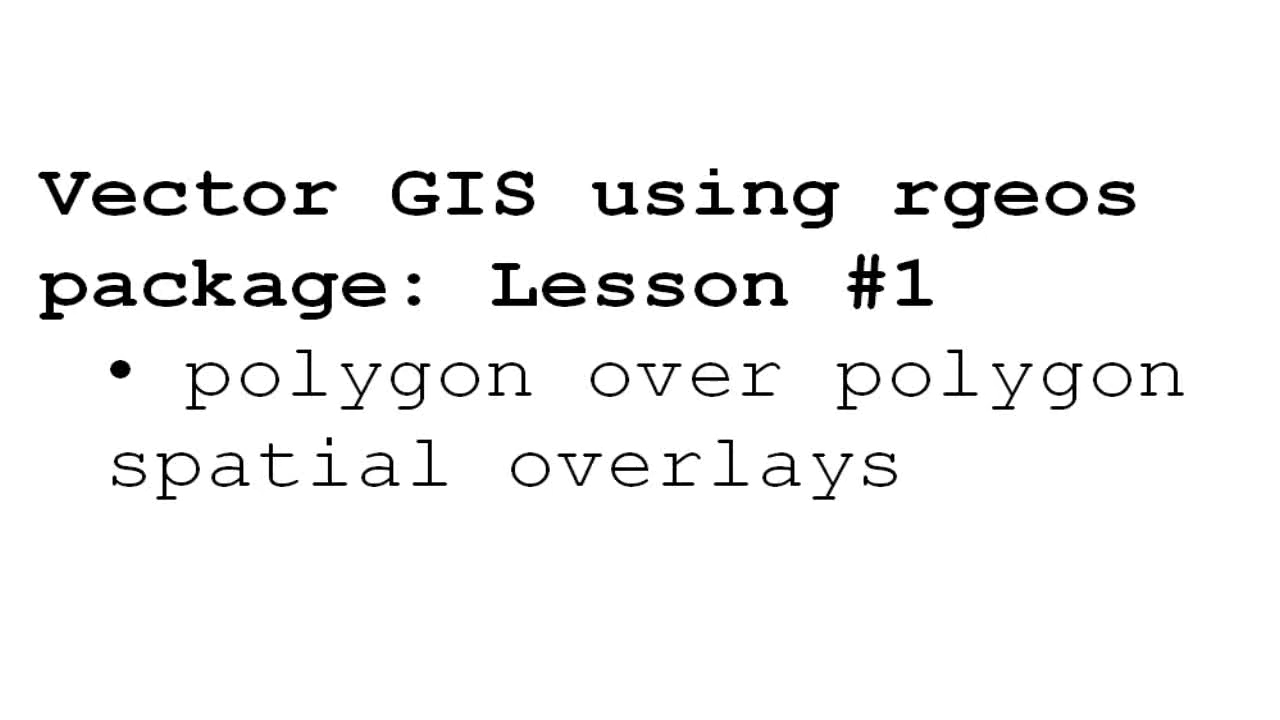 Vector GIS using rgeos
package: Lesson #1
• polygon over polygon
spatial overlays